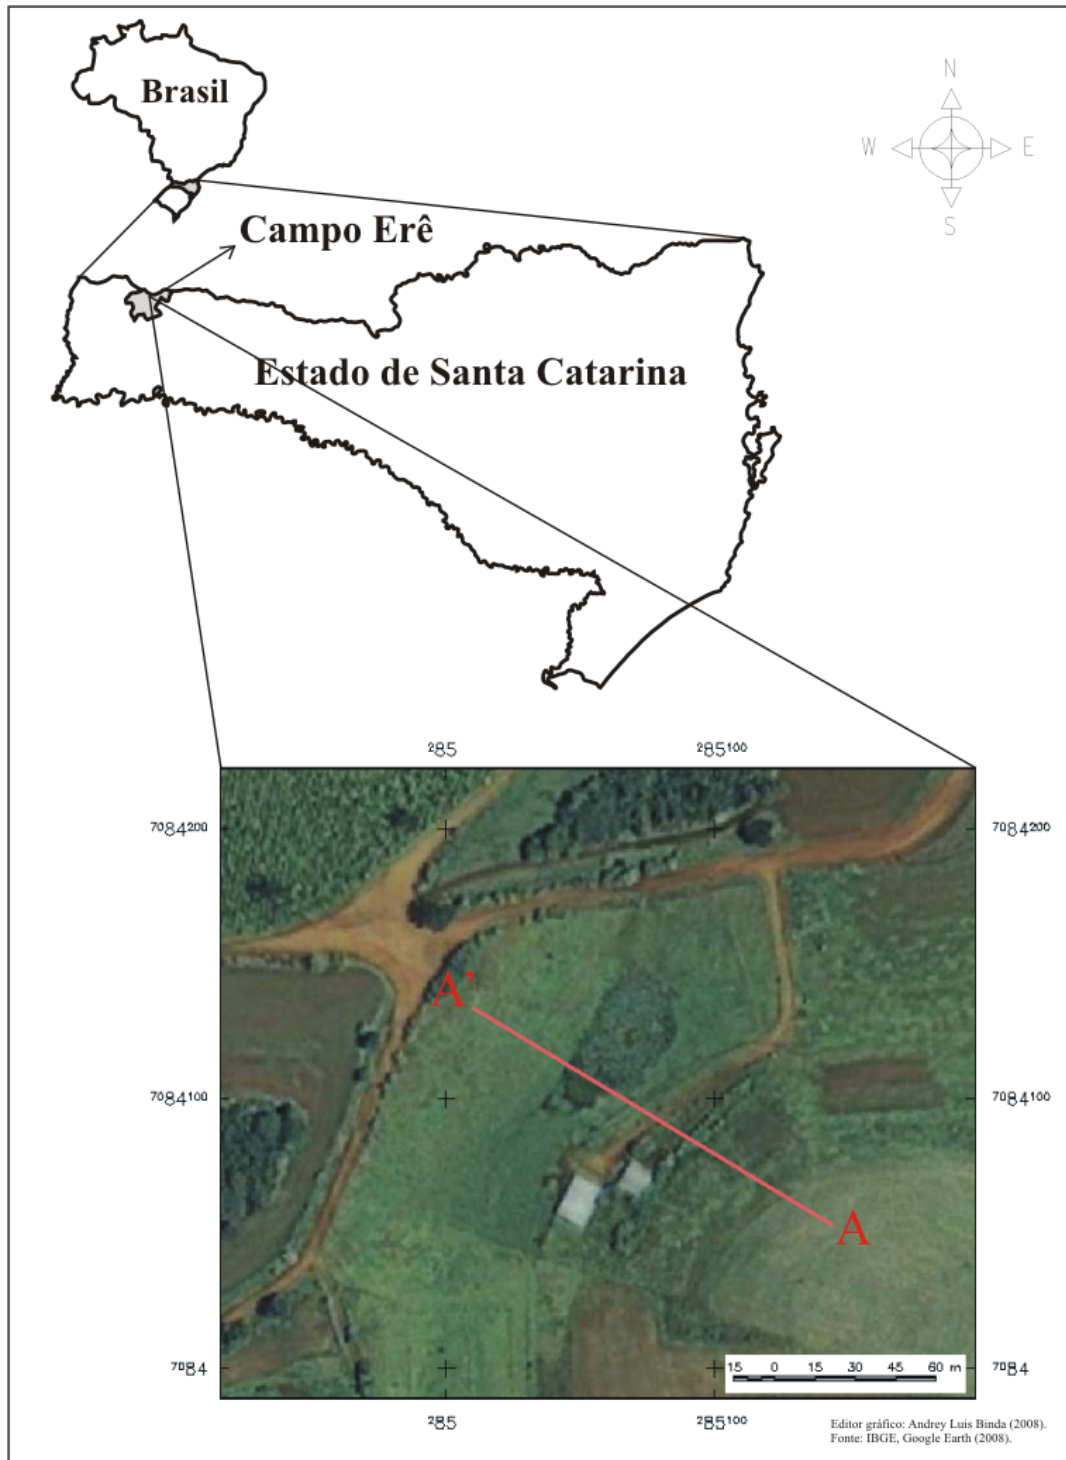 Brasil
N
W E
S
Campo Erê
Estado de Santa Catarina
285 285100
7084200 7084200
A’
7084100 7084100
A
7084 7084
15 0 15 30 45 60 m
285 285100
Editor gráfico: Andrey Luis Binda (2008).
Fonte: IBGE, Google Earth (2008).